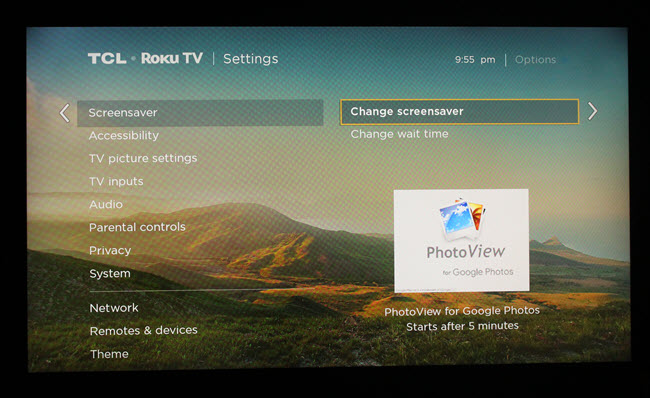 TCL • Roku TV | Settings
9:55 pm | Options
Screensaver
Accessibility
TV picture settings
TV inputs
Audio
Parental controls
Privacy
System
Network
Remotes & devices
Theme
Change screensaver
Change wait time
PhotoView
for Google Photos
PhotoView for Google Photos
Starts after 5 minutes